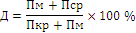 Д = (Пм + Пср) / (Пкр + Пм) × 100 %